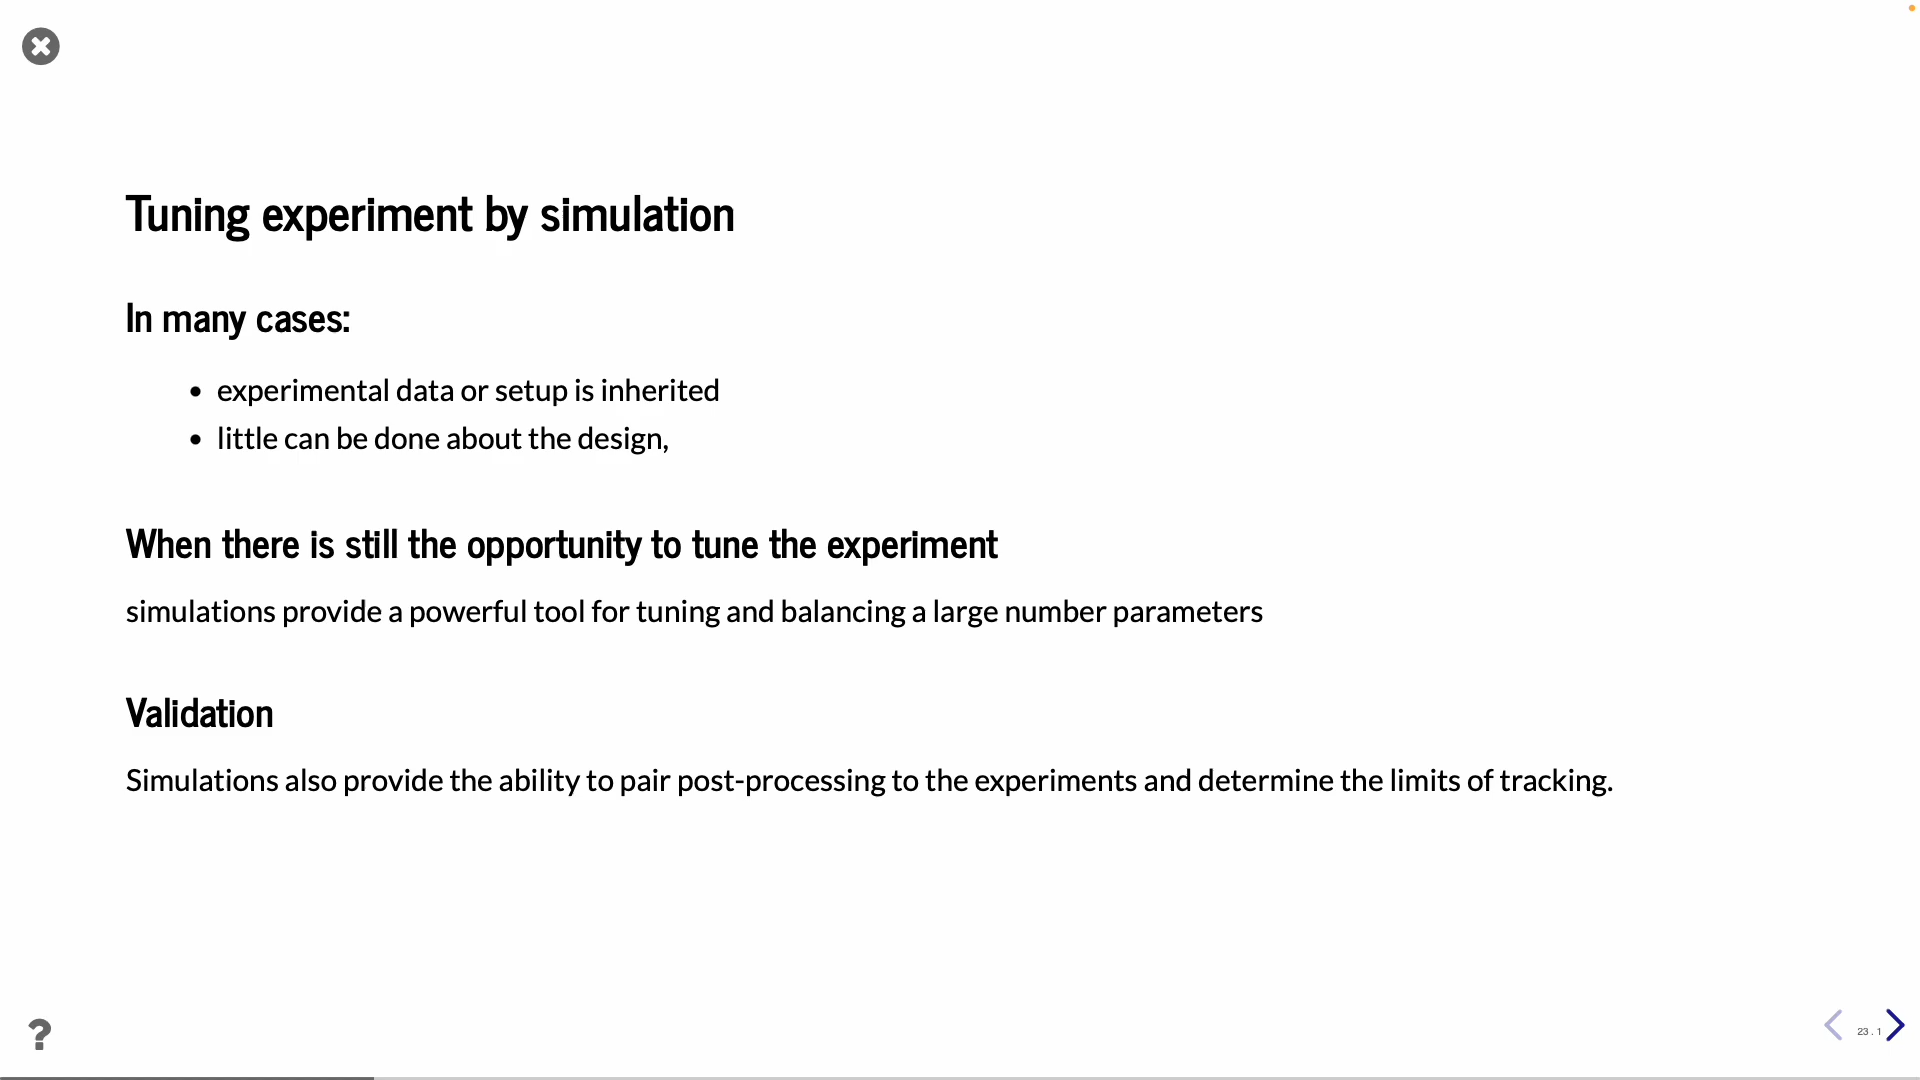 Tuning experiment by simulation
In many cases:
• experimental data or setup is inherited
• little can be done about the design,
When there is still the opportunity to tune the experiment
simulations provide a powerful tool for tuning and balancing a large number parameters
Validation
Simulations also provide the ability to pair post-processing to the experiments and determine the limits of tracking.
?
23 . 1